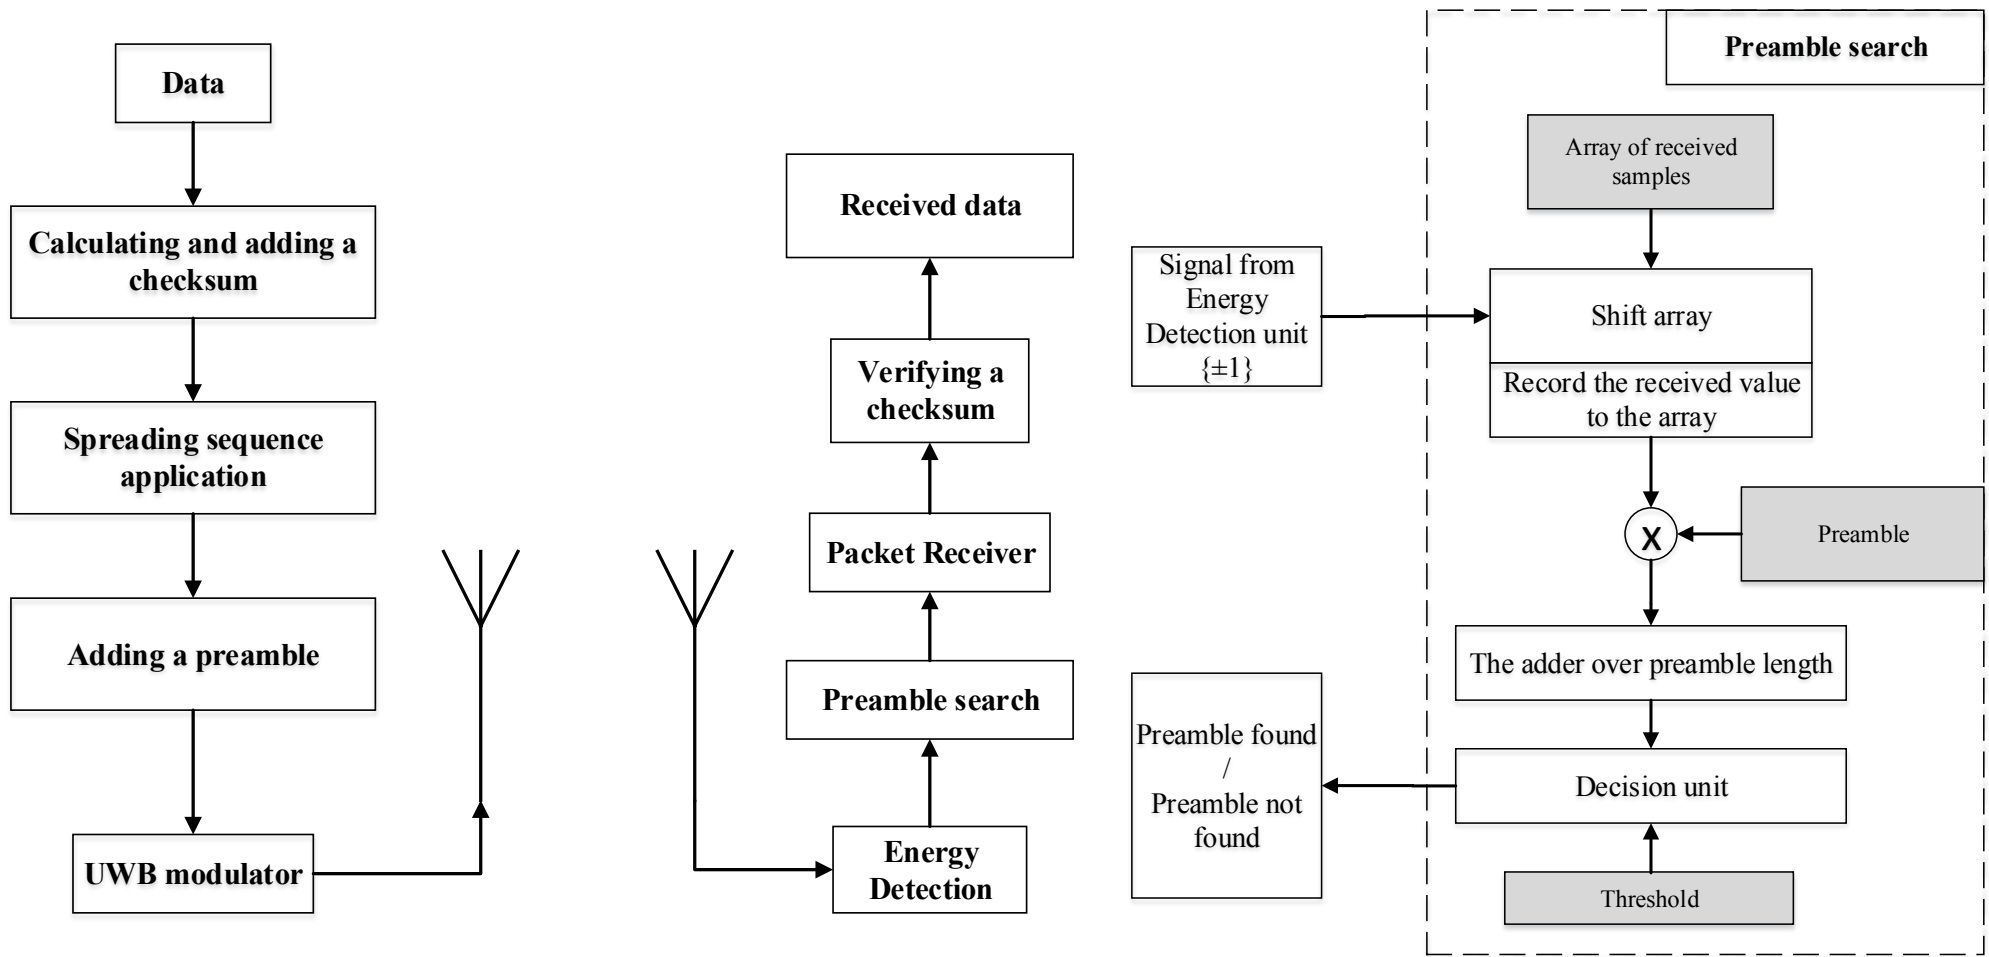 Data
Calculating and adding a
checksum
Spreading sequence
application
Adding a preamble
UWB modulator
Received data
Verifying a
checksum
Packet Receiver
Preamble search
Energy
Detection
Preamble search
Array of received
samples
Signal from
Energy
Detection unit
{±1}
Shift array
Record the received value
to the array
X
Preamble
The adder over preamble length
Preamble found
/
Preamble not
found
Decision unit
Threshold